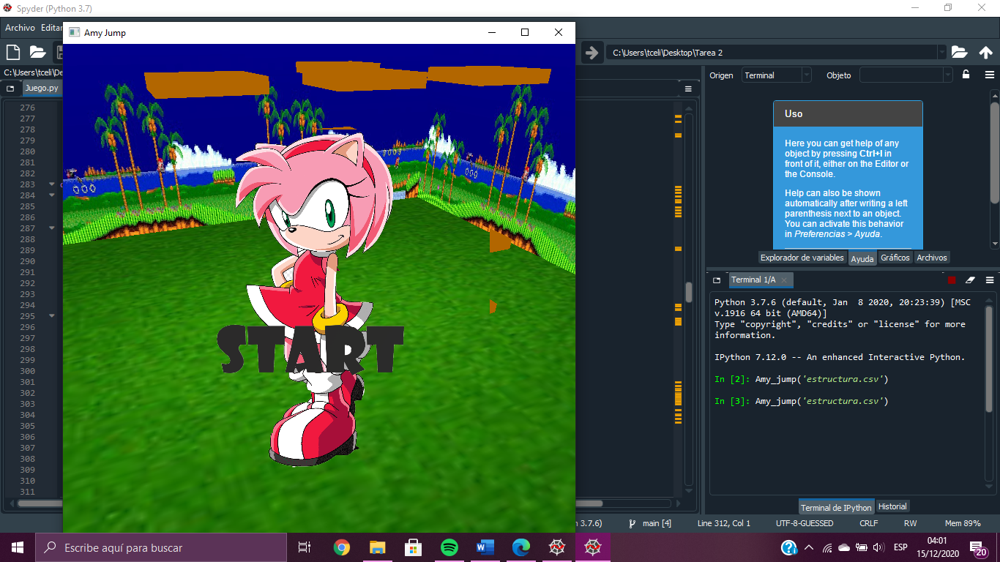 Spyder (Python 3.7)
Archivo Editar
Amy Jump
C:\Users\tceli\Desktop\Tarea 2
C:\Users\tceli\De
Juego.py
276
277
278
279
280
281
282
283
284
285
286
287
288
289
290
291
292
293
294
295
296
297
298
299
300
301
302
303
304
305
306
307
308
309
310
311
START
Origen Terminal Objeto
Uso
Here you can get help of any
object by pressing Ctrl+I in
front of it, either on the Editor or
the Console.
Help can also be shown
automatically after writing a left
parenthesis next to an object.
You can activate this behavior
in Preferencias > Ayuda.
Explorador de variables Ayuda Gráficos Archivos
Terminal 1/A
Python 3.7.6 (default, Jan 8 2020, 20:23:39) [MSC
v.1916 64 bit (AMD64)]
Type "copyright", "credits" or "license" for more
information.
IPython 7.12.0 -- An enhanced Interactive Python.
In [2]: Amy_jump('estructura.csv')
In [3]: Amy_jump('estructura.csv')
Terminal de IPython Historial
n 3.7.6) main [4] Line 312, Col 1 UTF-8-GUESSED CRLF RW Mem 89%
Escribe aquí para buscar
ESP
04:01
15/12/2020
20